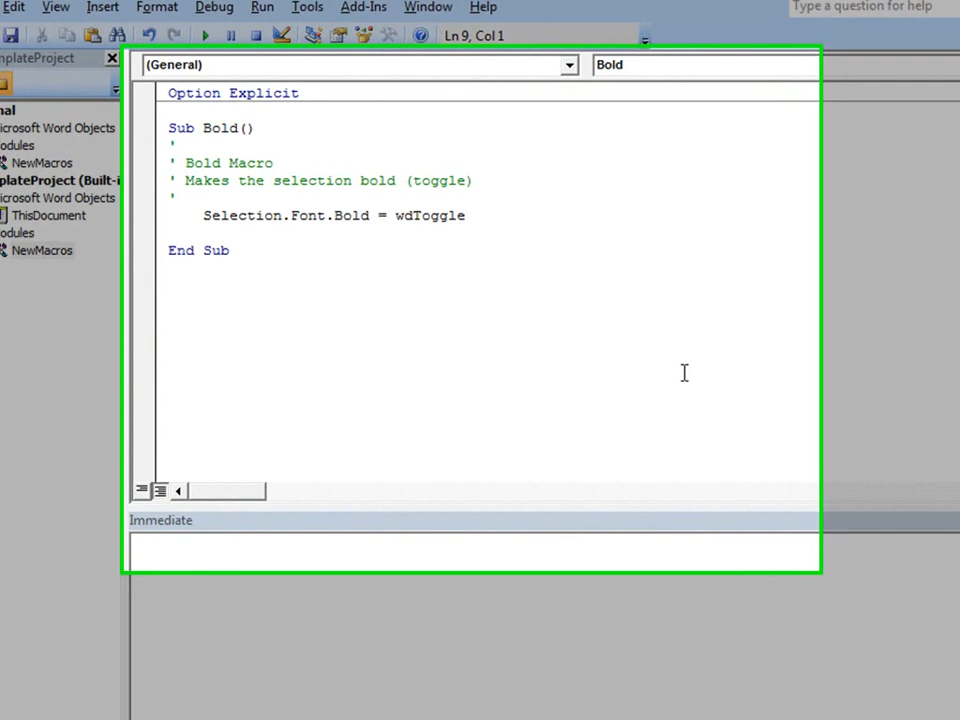 Edit View Insert Format Debug Run Tools Add-Ins Window Help
Type a question for help
Ln 9, Col 1
mplateProject
(General)
Bold
Option Explicit
Sub Bold()
'
' Bold Macro
' Makes the selection bold (toggle)
'
Selection.Font.Bold = wdToggle
End Sub
nal
icrosoft Word Objects
odules
NewMacros
plateProject (Built-i
icrosoft Word Objects
ThisDocument
odules
NewMacros
Immediate